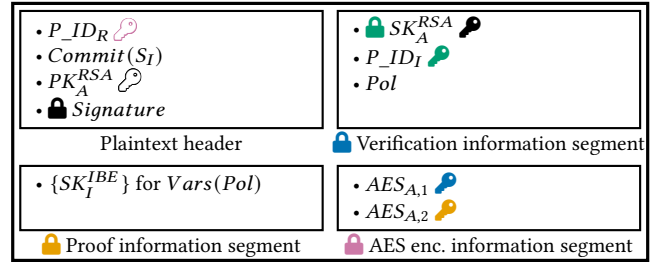 • P_ID_R
• Commit(S_I)
• PK_A^RSA
• Signature
Plaintext header
• SK_A^RSA
• P_ID_I
• Pol
Verification information segment
• {SK_I^IBE} for Vars(Pol)
Proof information segment
• AES_A,1
• AES_A,2
AES enc. information segment